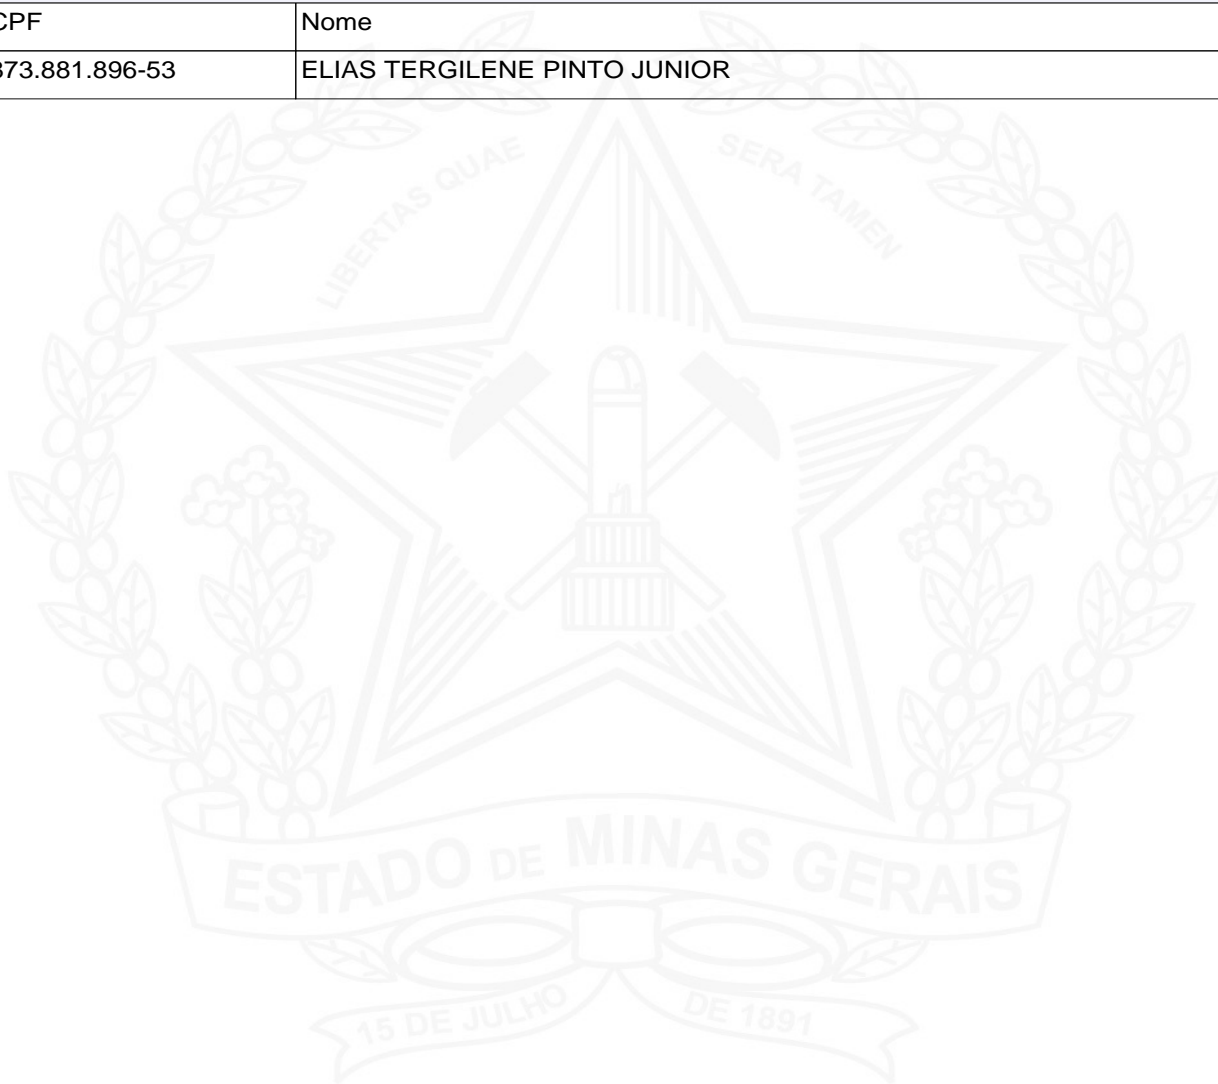 CPF Nome
873.881.896-53 ELIAS TERGILENE PINTO JUNIOR
LIBERTAS QUAE SERA TAMEN
ESTADO DE MINAS GERAIS
15 DE JULHO DE 1891